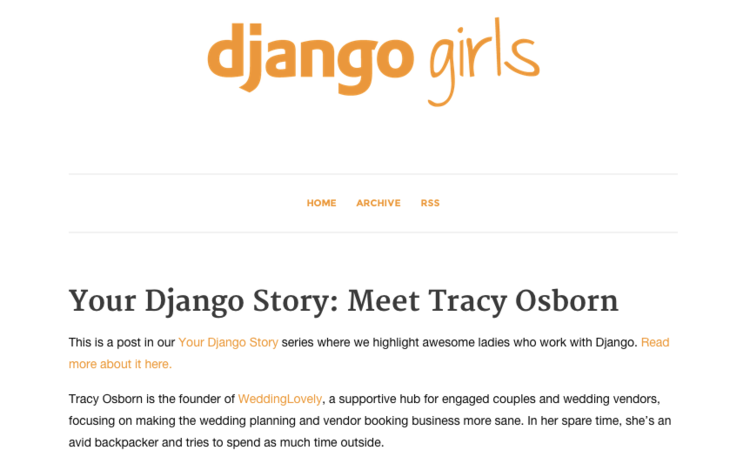 django girls
HOME ARCHIVE RSS
Your Django Story: Meet Tracy Osborn
This is a post in our Your Django Story series where we highlight awesome ladies who work with Django. Read
more about it here.
Tracy Osborn is the founder of WeddingLovely, a supportive hub for engaged couples and wedding vendors,
focusing on making the wedding planning and vendor booking business more sane. In her spare time, she’s an
avid backpacker and tries to spend as much time outside.